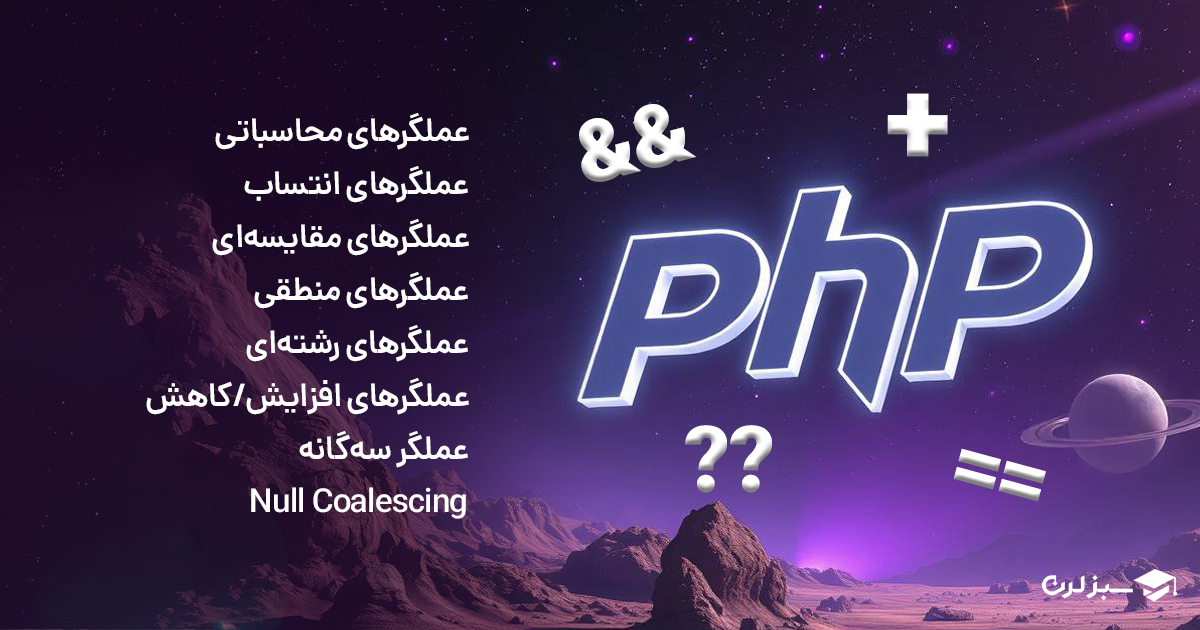 عملگرهای محاسباتی
عملگرهای انتساب
عملگرهای مقایسه‌ای
عملگرهای منطقی
عملگرهای رشته‌ای
عملگرهای افزایش/کاهش
عملگر سه‌گانه
Null Coalescing
&&
+
php
??
==
سبزلرن